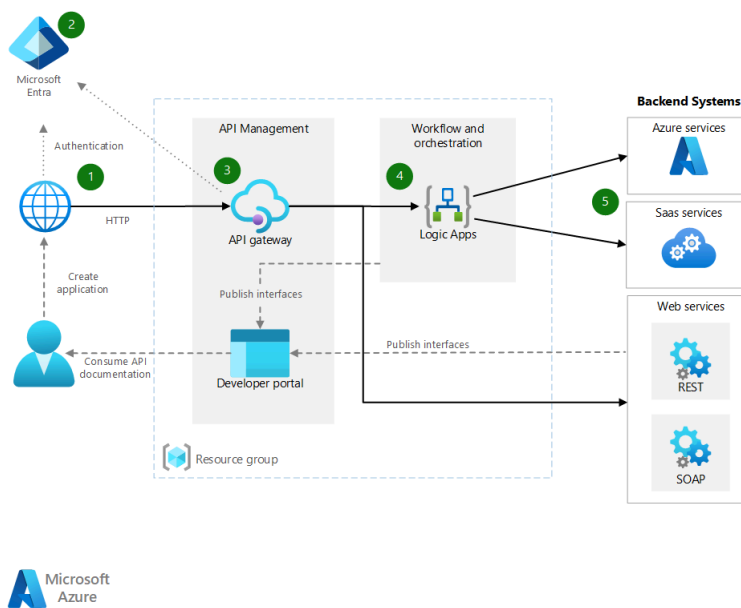 2
Microsoft
Entra
Authentication
1
HTTP
Create
application
Consume API
documentation
API Management
3
API gateway
Publish interfaces
Developer portal
Resource group
Workflow and
orchestration
4
Logic Apps
Publish interfaces
5
Backend Systems
Azure services
Saas services
Web services
REST
SOAP
Microsoft
Azure